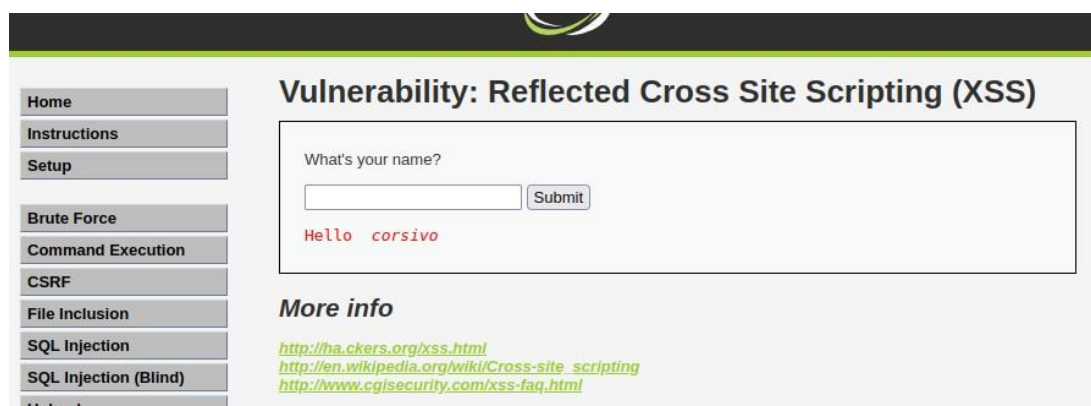 Vulnerability: Reflected Cross Site Scripting (XSS)
Home
Instructions
Setup
Brute Force
Command Execution
CSRF
File Inclusion
SQL Injection
SQL Injection (Blind)
What's your name?
Submit
Hello corsivo
More info
http://ha.ckers.org/xss.html
http://en.wikipedia.org/wiki/Cross-site_scripting
http://www.cgisecurity.com/xss-faq.html